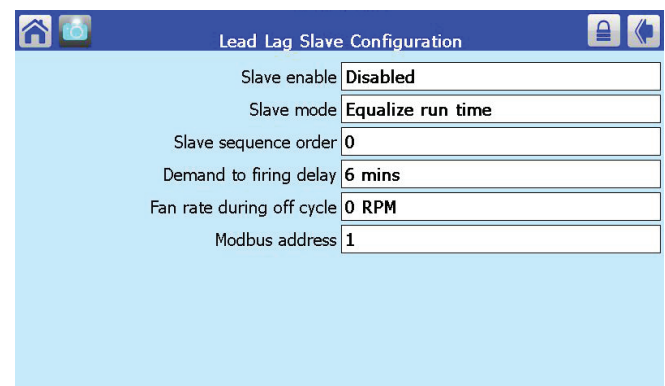 Lead Lag Slave Configuration
Slave enable Disabled
Slave mode Equalize run time
Slave sequence order 0
Demand to firing delay 6 mins
Fan rate during off cycle 0 RPM
Modbus address 1